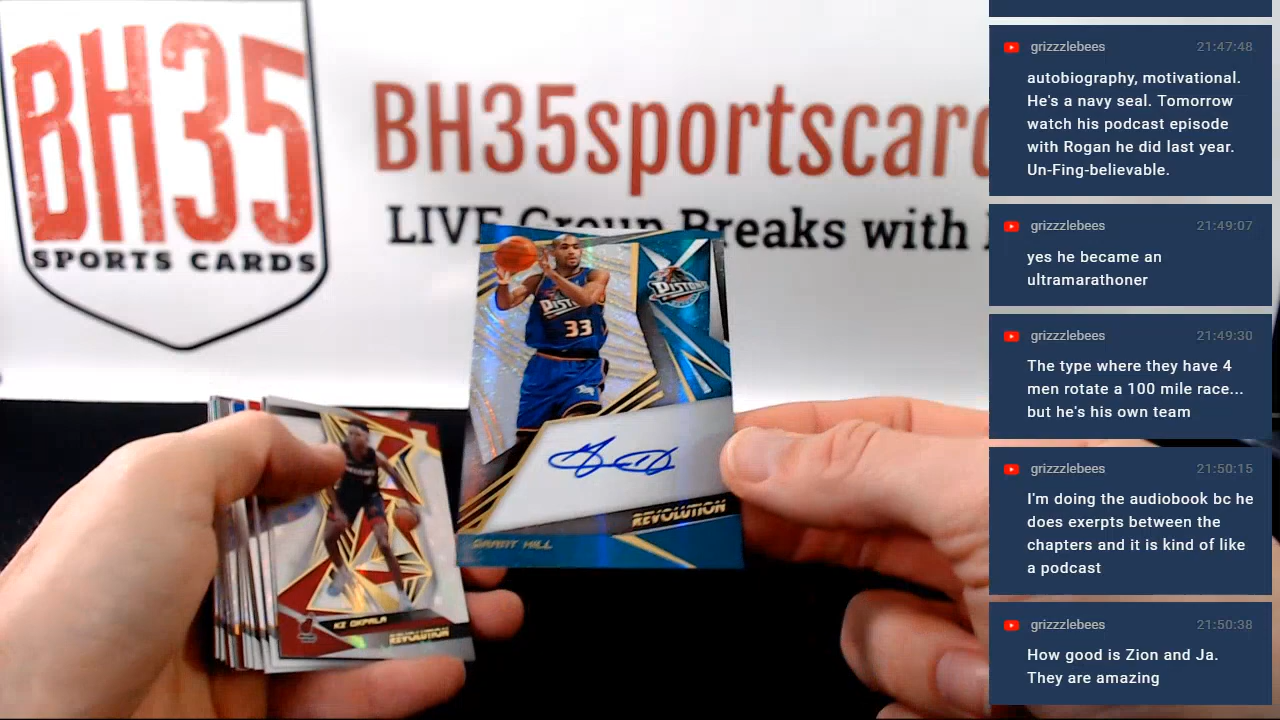 BH35
SPORTS CARDS
BH35sportscard
LIVE Group Breaks with
PISTONS
PISTONS
33
REVOLUTION
GRANT HILL
KZ OKPALA
REVOLUTION
grizzzlebees 21:47:48
autobiography, motivational.
He's a navy seal. Tomorrow
watch his podcast episode
with Rogan he did last year.
Un-Fing-believable.
grizzzlebees 21:49:07
yes he became an
ultramarathoner
grizzzlebees 21:49:30
The type where they have 4
men rotate a 100 mile race...
but he's his own team
grizzzlebees 21:50:15
I'm doing the audiobook bc he
does exerpts between the
chapters and it is kind of like
a podcast
grizzzlebees 21:50:38
How good is Zion and Ja.
They are amazing